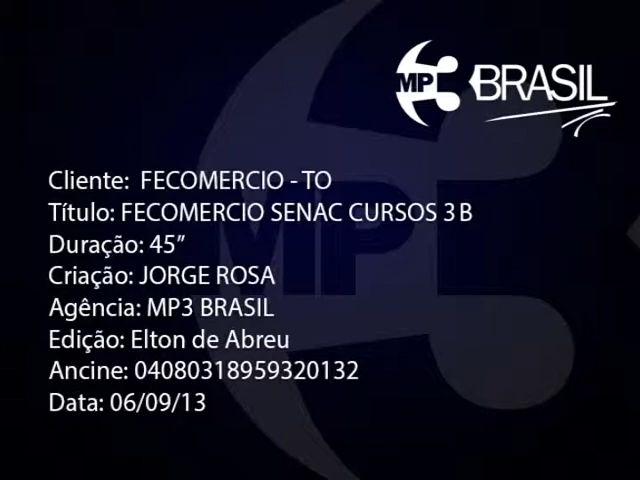 MP3 BRASIL
Cliente: FECOMERCIO - TO
Título: FECOMERCIO SENAC CURSOS 3 B
Duração: 45”
Criação: JORGE ROSA
Agência: MP3 BRASIL
Edição: Elton de Abreu
Ancine: 04080318959320132
Data: 06/09/13
MP3